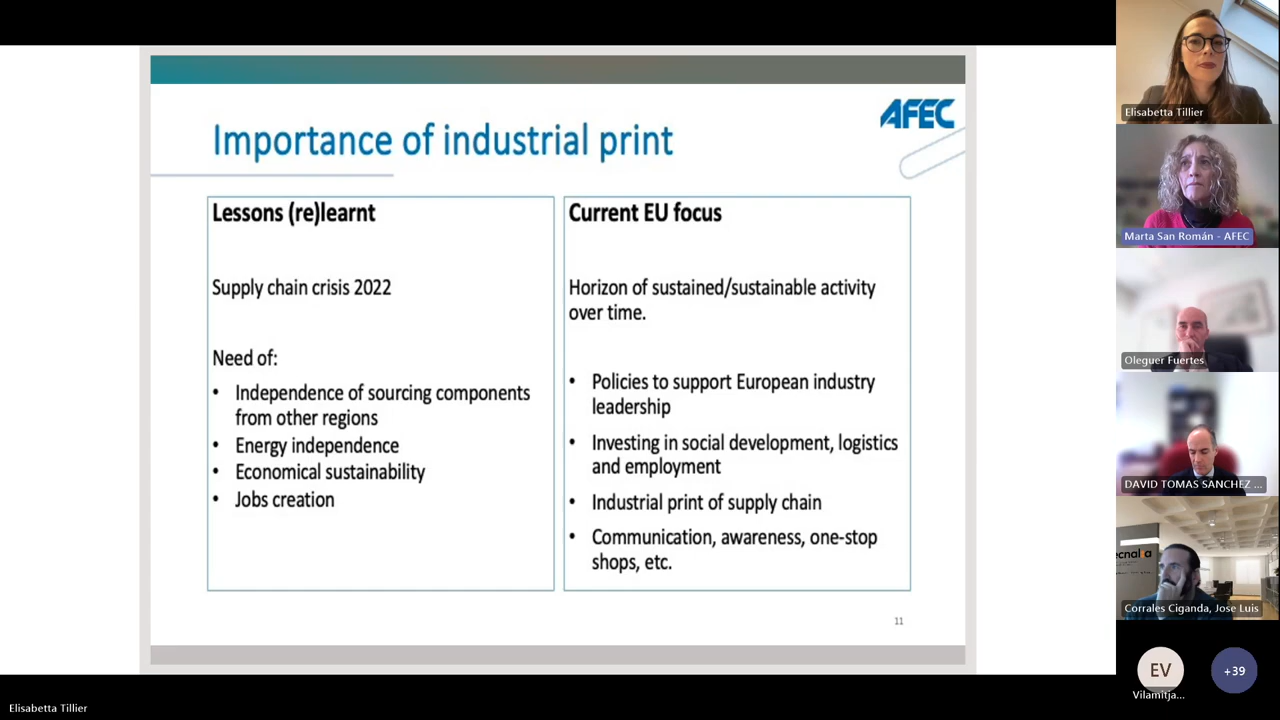 AFEC
Importance of industrial print
Lessons (re)learnt
Supply chain crisis 2022
Need of:
• Independence of sourcing components
from other regions
• Energy independence
• Economical sustainability
• Jobs creation
Current EU focus
Horizon of sustained/sustainable activity
over time.
• Policies to support European industry
leadership
• Investing in social development, logistics
and employment
• Industrial print of supply chain
• Communication, awareness, one-stop
shops, etc.
11
Elisabetta Tillier
Elisabetta Tillier
Marta San Román - AFEC
Oleguer Fuertes
DAVID TOMAS SANCHEZ ...
ecnalia
Corrales Ciganda, Jose Luis
EV
Vilamitja...
+39